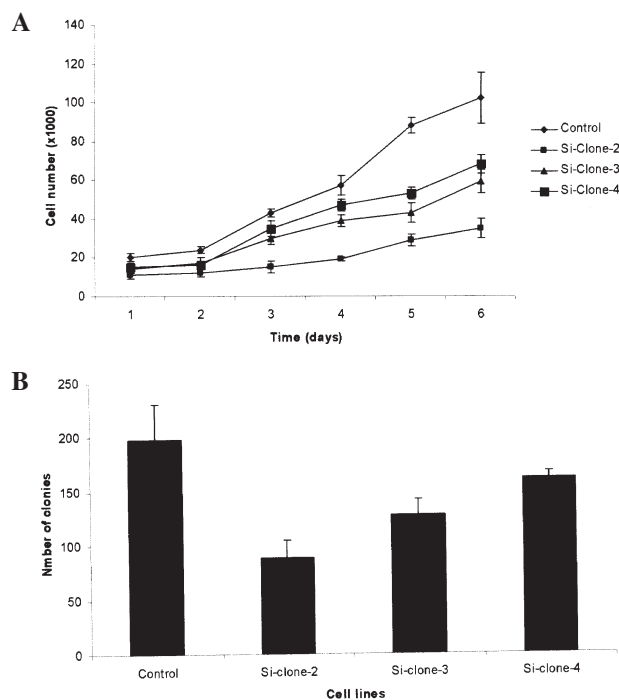 A
140
120
100
80
60
40
20
0
Cell number (x1000)
1 2 3 4 5 6
Time (days)
Control
Si-Clone-2
Si-Clone-3
Si-Clone-4
B
250
200
150
100
50
0
Nmber of clonies
Control Si-clone-2 Si-clone-3 Si-clone-4
Cell lines